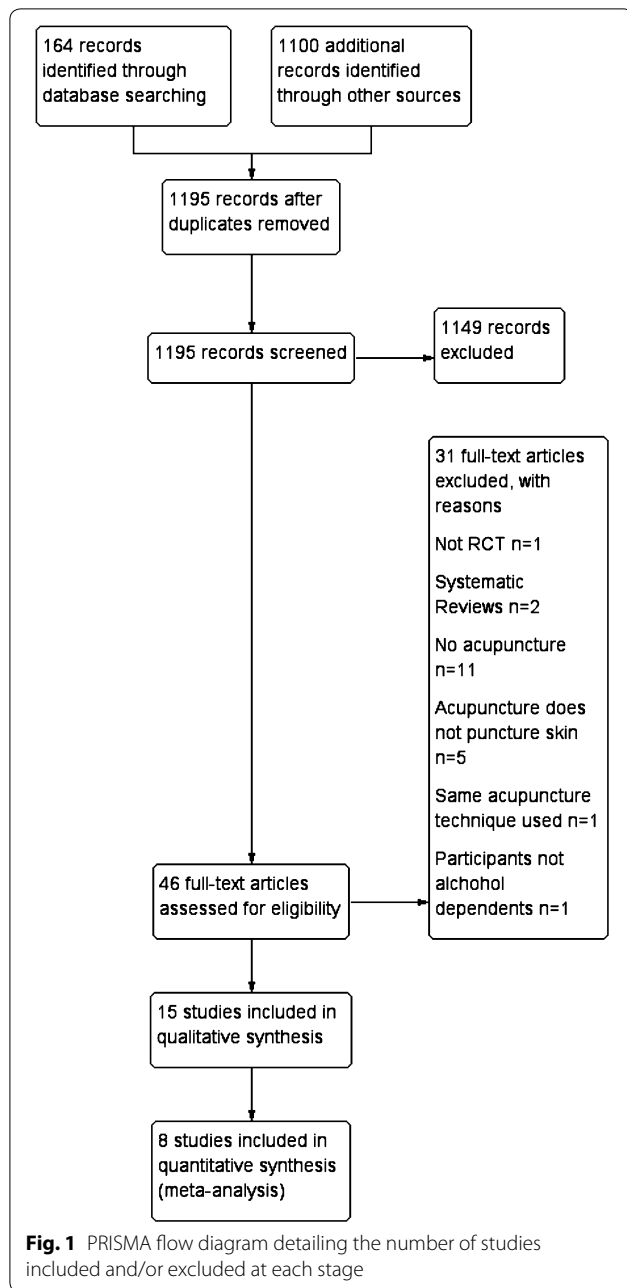 164 records
identified through
database searching
1100 additional
records identified
through other sources
1195 records after
duplicates removed
1195 records screened
1149 records
excluded
31 full-text articles
excluded, with
reasons
Not RCT n=1
Systematic
Reviews n=2
No acupuncture
n=11
Acupuncture does
not puncture skin
n=5
Same acupuncture
technique used n=1
Participants not
alchohol
dependents n=1
46 full-text articles
assessed for eligibility
15 studies included in
qualitative synthesis
8 studies included in
quantitative synthesis
(meta-analysis)
Fig. 1 PRISMA flow diagram detailing the number of studies
included and/or excluded at each stage